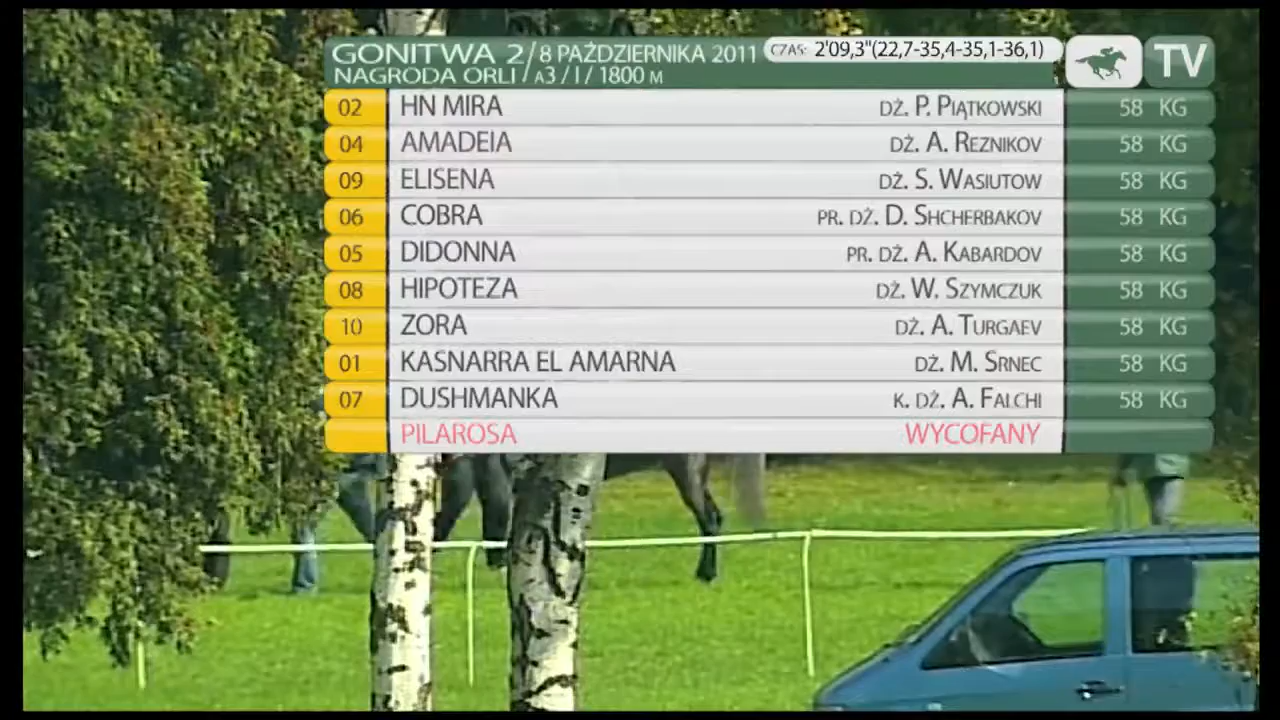 GONITWA 2/8 PAŹDZIERNIKA 2011 CZAS: 2'09,3"(22,7-35,4-35,1-36,1) TV
NAGRODA ORLI/A3/I/1800 M
02 HN MIRA DŻ. P. PIĄTKOWSKI 58 KG
04 AMADEIA DŻ. A. REZNIKOV 58 KG
09 ELISENA DŻ. S. WASIUTOW 58 KG
06 COBRA PR. DŻ. D. SHCHERBAKOV 58 KG
05 DIDONNA PR. DŻ. A. KABARDOV 58 KG
08 HIPOTEZA DŻ. W. SZYMCZUK 58 KG
10 ZORA DŻ. A. TURGAEV 58 KG
01 KASNARRA EL AMARNA DŻ. M. SRNEC 58 KG
07 DUSHMANKA K. DŻ. A. FALCHI 58 KG
PILAROSA WYCOFANY